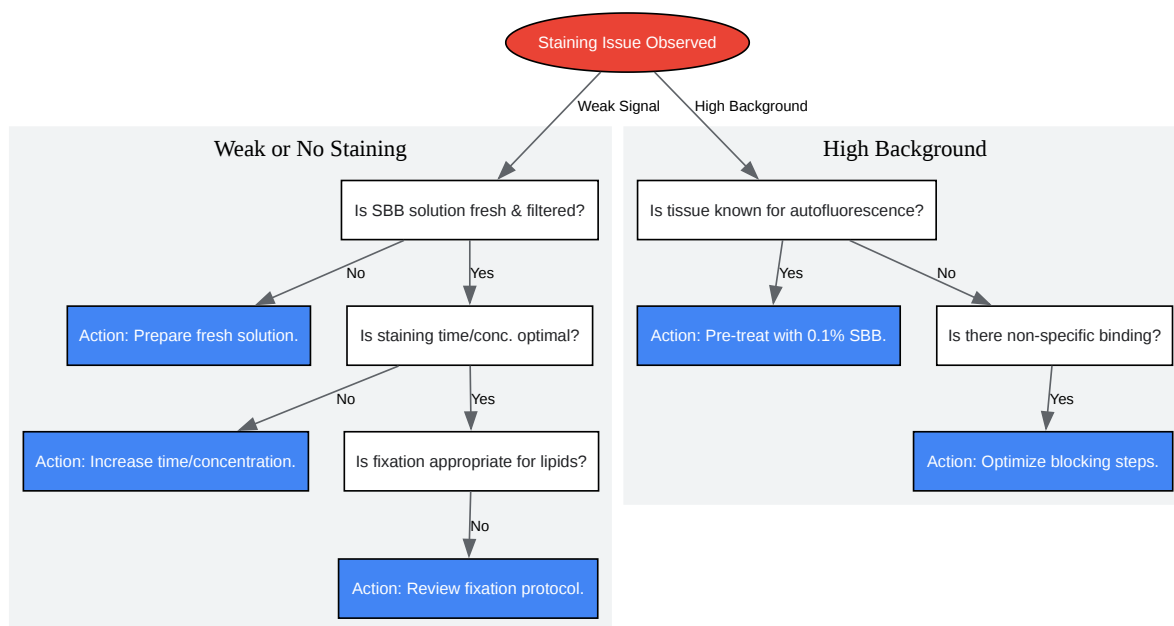 Staining Issue Observed
Weak Signal
High Background
Weak or No Staining
High Background
Is SBB solution fresh & filtered?
Is tissue known for autofluorescence?
No
Yes
Yes
No
Action: Prepare fresh solution.
Is staining time/conc. optimal?
Action: Pre-treat with 0.1% SBB.
Is there non-specific binding?
No
Yes
Yes
Action: Increase time/concentration.
Is fixation appropriate for lipids?
Action: Optimize blocking steps.
No
Action: Review fixation protocol.